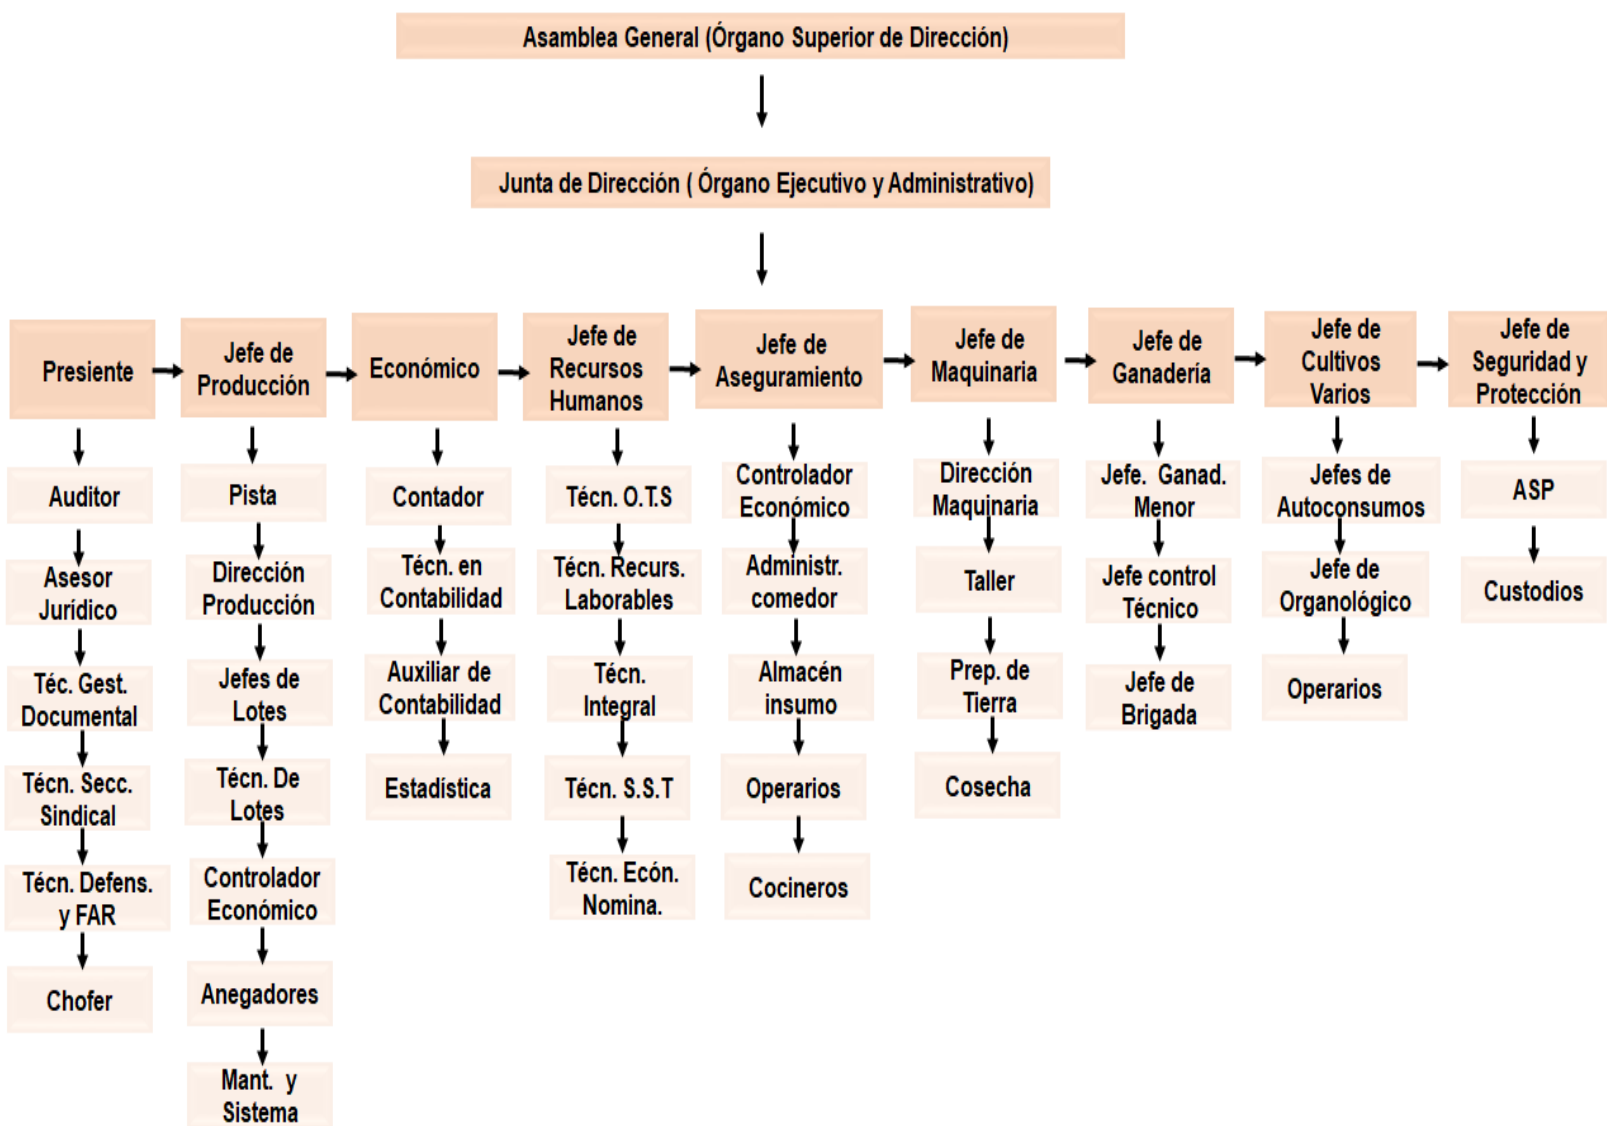 Asamblea General (Órgano Superior de Dirección)
Junta de Dirección ( Órgano Ejecutivo y Administrativo)
Presiente
Jefe de
Producción
Económico
Jefe de
Recursos
Humanos
Jefe de
Aseguramiento
Jefe de
Maquinaria
Jefe de
Ganadería
Jefe de
Cultivos
Varios
Jefe de
Seguridad y
Protección
Auditor
Asesor
Jurídico
Téc. Gest.
Documental
Técn. Secc.
Sindical
Técn. Defens.
y FAR
Chofer
Pista
Dirección
Producción
Jefes de
Lotes
Técn. De
Lotes
Controlador
Económico
Anegadores
Mant. y
Sistema
Contador
Técn. en
Contabilidad
Auxiliar de
Contabilidad
Estadística
Técn. O.T.S
Técn. Recurs.
Laborables
Técn.
Integral
Técn. S.S.T
Técn. Ecón.
Nomina.
Controlador
Económico
Administr.
comedor
Almacén
insumo
Operarios
Cocineros
Dirección
Maquinaria
Taller
Prep. de
Tierra
Cosecha
Jefe. Ganad.
Menor
Jefe control
Técnico
Jefe de
Brigada
Jefes de
Autoconsumos
Jefe de
Organológico
Operarios
ASP
Custodios